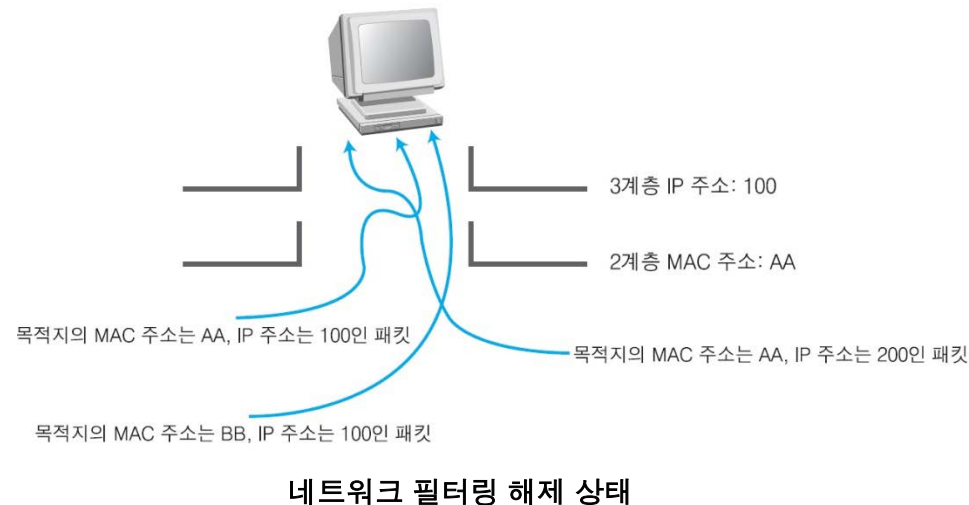 3계층 IP 주소: 100
2계층 MAC 주소: AA
목적지의 MAC 주소는 AA, IP 주소는 100인 패킷
목적지의 MAC 주소는 AA, IP 주소는 200인 패킷
목적지의 MAC 주소는 BB, IP 주소는 100인 패킷
네트워크 필터링 해제 상태